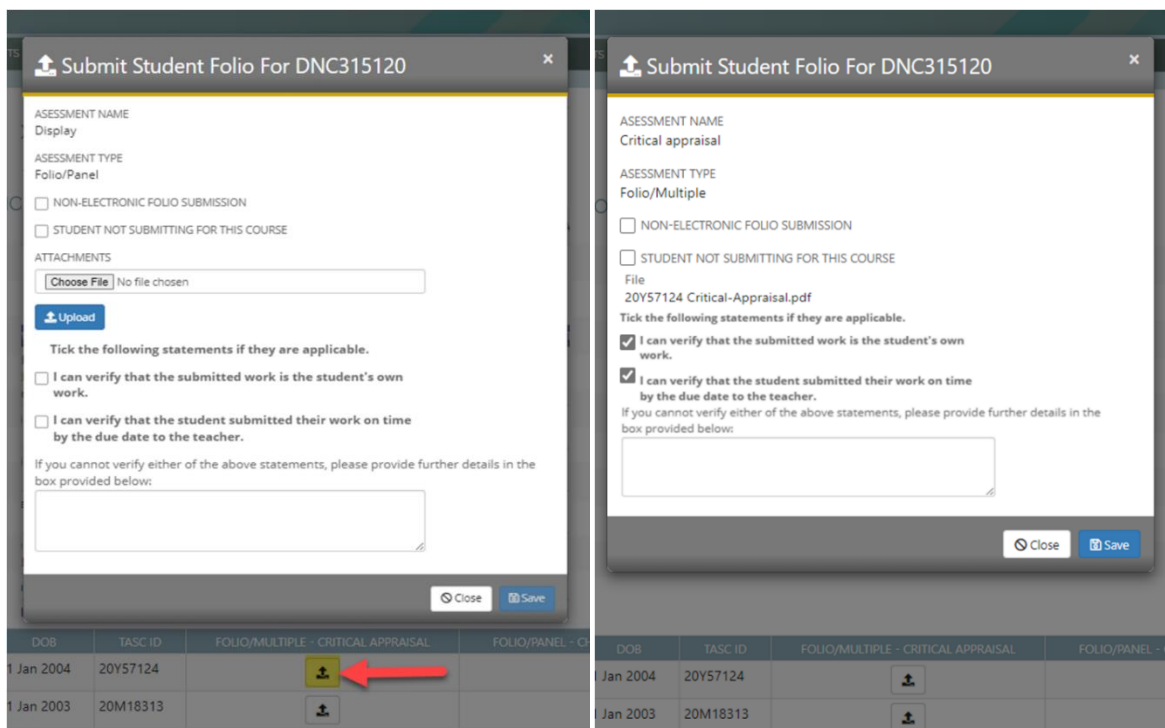 Submit Student Folio For DNC315120
×
ASESSMENT NAME
Display
ASESSMENT TYPE
Folio/Panel
NON-ELECTRONIC FOLIO SUBMISSION
STUDENT NOT SUBMITTING FOR THIS COURSE
ATTACHMENTS
Choose File No file chosen
Upload
Tick the following statements if they are applicable.
I can verify that the submitted work is the student's own
work.
I can verify that the student submitted their work on time
by the due date to the teacher.
If you cannot verify either of the above statements, please provide further details in the
box provided below:
Close
Save
DOB TASC ID FOLIO/MULTIPLE - CRITICAL APPRAISAL FOLIO/PANEL - CH
1 Jan 2004 20Y57124
1 Jan 2003 20M18313
Submit Student Folio For DNC315120
×
ASESSMENT NAME
Critical appraisal
ASESSMENT TYPE
Folio/Multiple
NON-ELECTRONIC FOLIO SUBMISSION
STUDENT NOT SUBMITTING FOR THIS COURSE
File
20Y57124 Critical-Appraisal.pdf
Tick the following statements if they are applicable.
I can verify that the submitted work is the student's own
work.
I can verify that the student submitted their work on time
by the due date to the teacher.
If you cannot verify either of the above statements, please provide further details in the
box provided below:
Close
Save
DOB TASC ID FOLIO/MULTIPLE - CRITICAL APPRAISAL FOLIO/PANEL -
Jan 2004 20Y57124
Jan 2003 20M18313